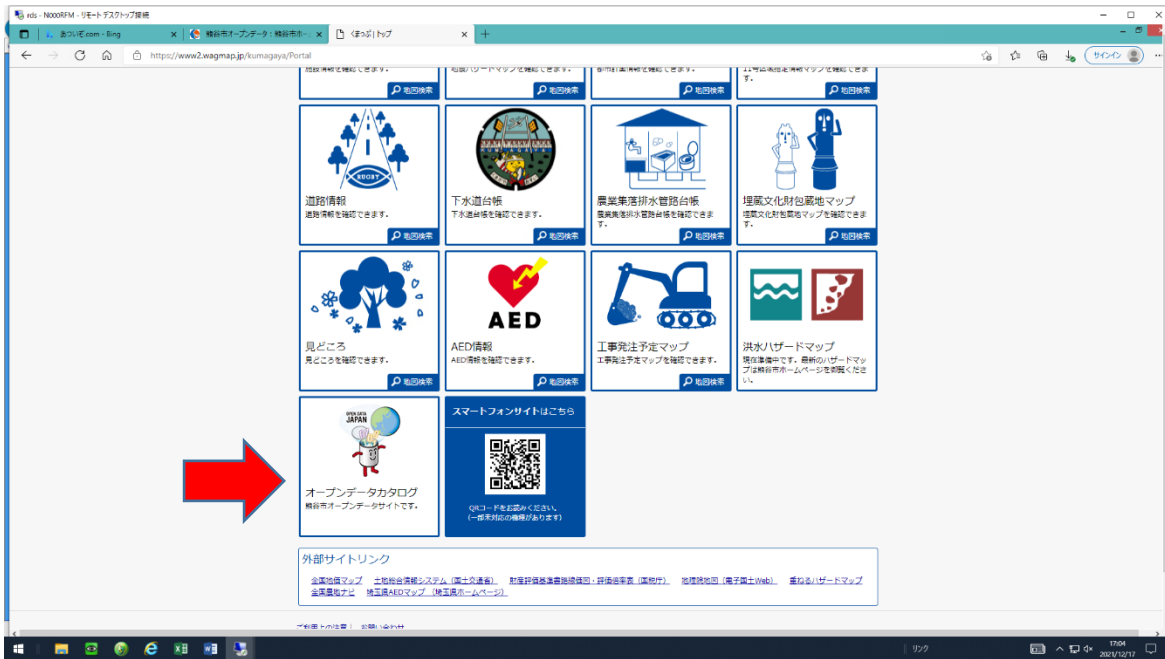 rds - N000RFM - リモート デスクトップ接続
あついぞ.com - Bing
熊谷市オープンデータ：熊谷市ホー
くまっぷ | トップ
https://www2.wagmap.jp/kumagaya/Portal
サインイン
施設情報を確認できます。
地図検索
地図検索
地図検索
す。
地図検索
RUGBY
道路情報
道路情報を確認できます。
地図検索
下水道台帳
下水道台帳を確認できます。
地図検索
農業集落排水管路台帳
農業集落排水管路台帳を確認できま
す。
地図検索
埋蔵文化財包蔵地マップ
埋蔵文化財包蔵地マップを確認できま
す。
地図検索
見どころ
見どころを確認できます。
地図検索
AED
AED情報
AED情報を確認できます。
地図検索
工事発注予定マップ
工事発注予定マップを確認できます。
地図検索
洪水ハザードマップ
現在準備中です。最新のハザードマッ
プは熊谷市ホームページを御覧くださ
い。
OPEN DATA
JAPAN
オープンデータカタログ
熊谷市オープンデータサイトです。
スマートフォンサイトはこちら
QRコードをお読みください。
(一部未対応の機種があります)
外部サイトリンク
全国地価マップ 土地総合情報システム（国土交通省） 財産評価基準書路線価図・評価倍率表（国税庁） 地理院地図（電子国土Web） 重ねるハザードマップ
全国農地ナビ 埼玉県AEDマップ（埼玉県ホームページ）
ご利用上の注意 | お問い合わせ
リンク
17:04
2021/12/17